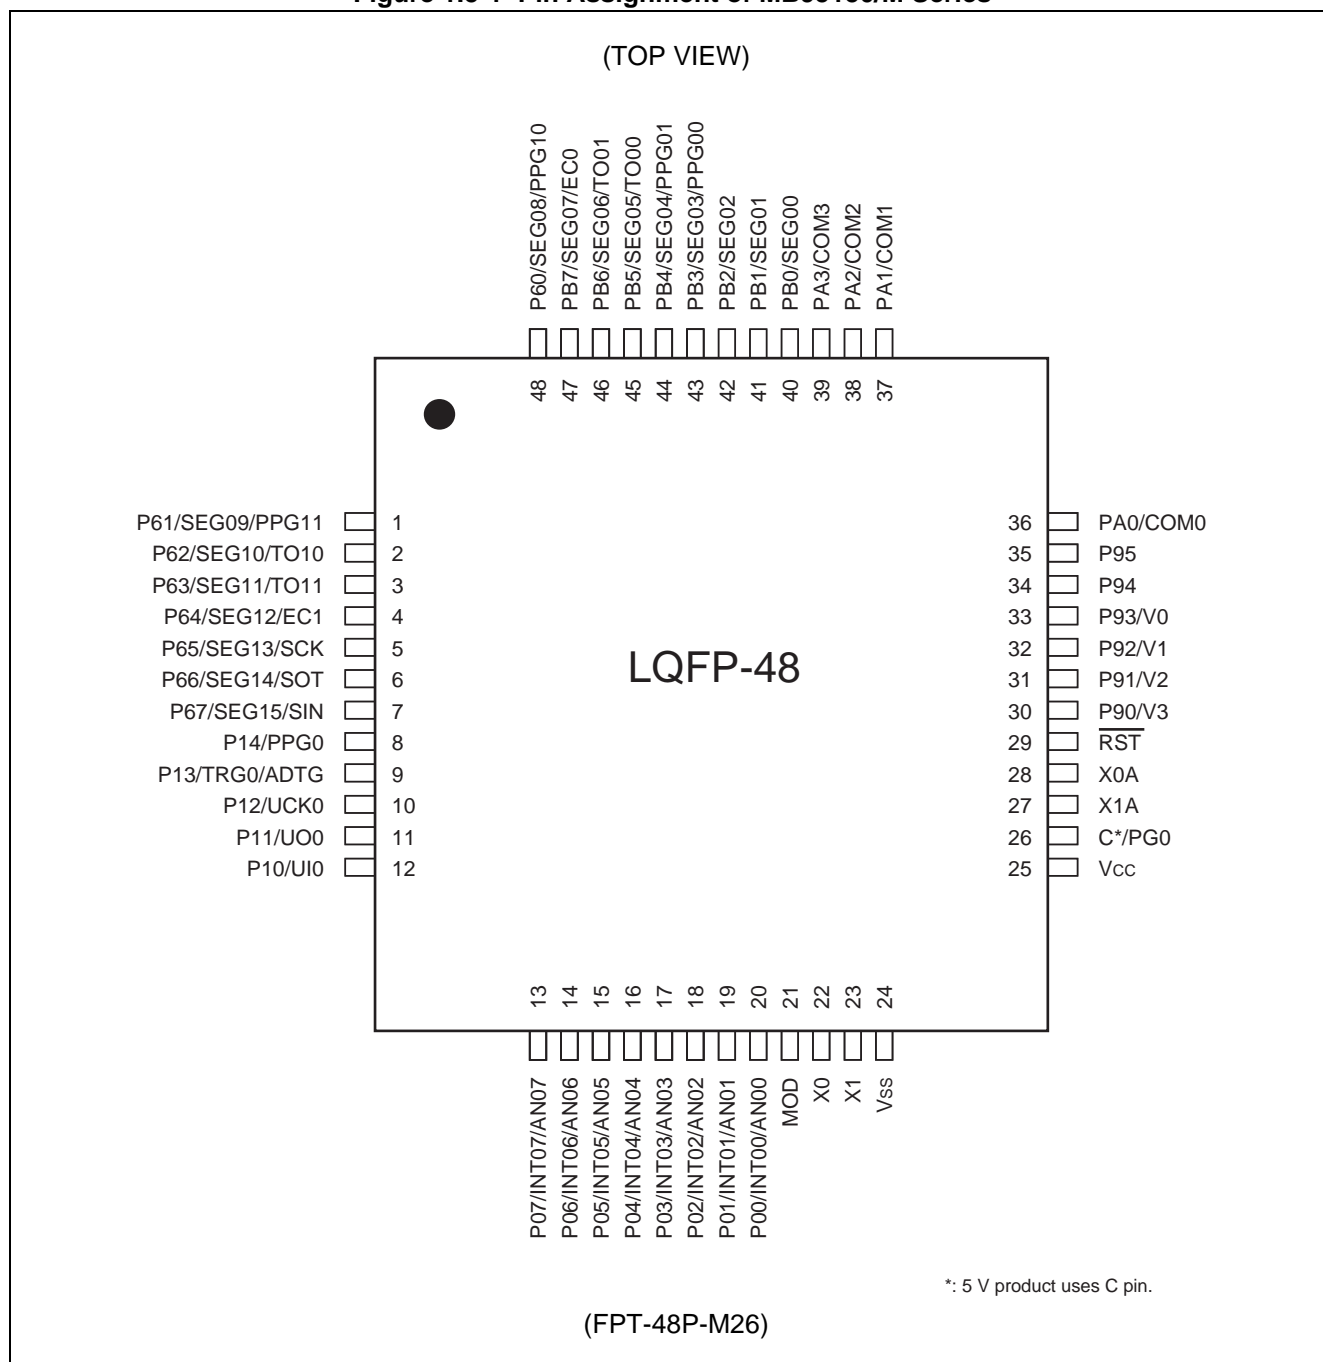 (TOP VIEW)
P60/SEG08/PPG10
PB7/SEG07/EC0
PB6/SEG06/TO01
PB5/SEG05/TO00
PB4/SEG04/PPG01
PB3/SEG03/PPG00
PB2/SEG02
PB1/SEG01
PB0/SEG00
PA3/COM3
PA2/COM2
PA1/COM1
48 47 46 45 44 43 42 41 40 39 38 37
P61/SEG09/PPG11 1 36 PA0/COM0
P62/SEG10/TO10 2 35 P95
P63/SEG11/TO11 3 34 P94
P64/SEG12/EC1 4 33 P93/V0
P65/SEG13/SCK 5 32 P92/V1
LQFP-48
P66/SEG14/SOT 6 31 P91/V2
P67/SEG15/SIN 7 30 P90/V3
P14/PPG0 8 29 RST
P13/TRG0/ADTG 9 28 X0A
P12/UCK0 10 27 X1A
P11/UO0 11 26 C*/PG0
P10/UI0 12 25 Vcc
13 14 15 16 17 18 19 20 21 22 23 24
P07/INT07/AN07
P06/INT06/AN06
P05/INT05/AN05
P04/INT04/AN04
P03/INT03/AN03
P02/INT02/AN02
P01/INT01/AN01
P00/INT00/AN00
MOD
X0
X1
Vss
*: 5 V product uses C pin.
(FPT-48P-M26)